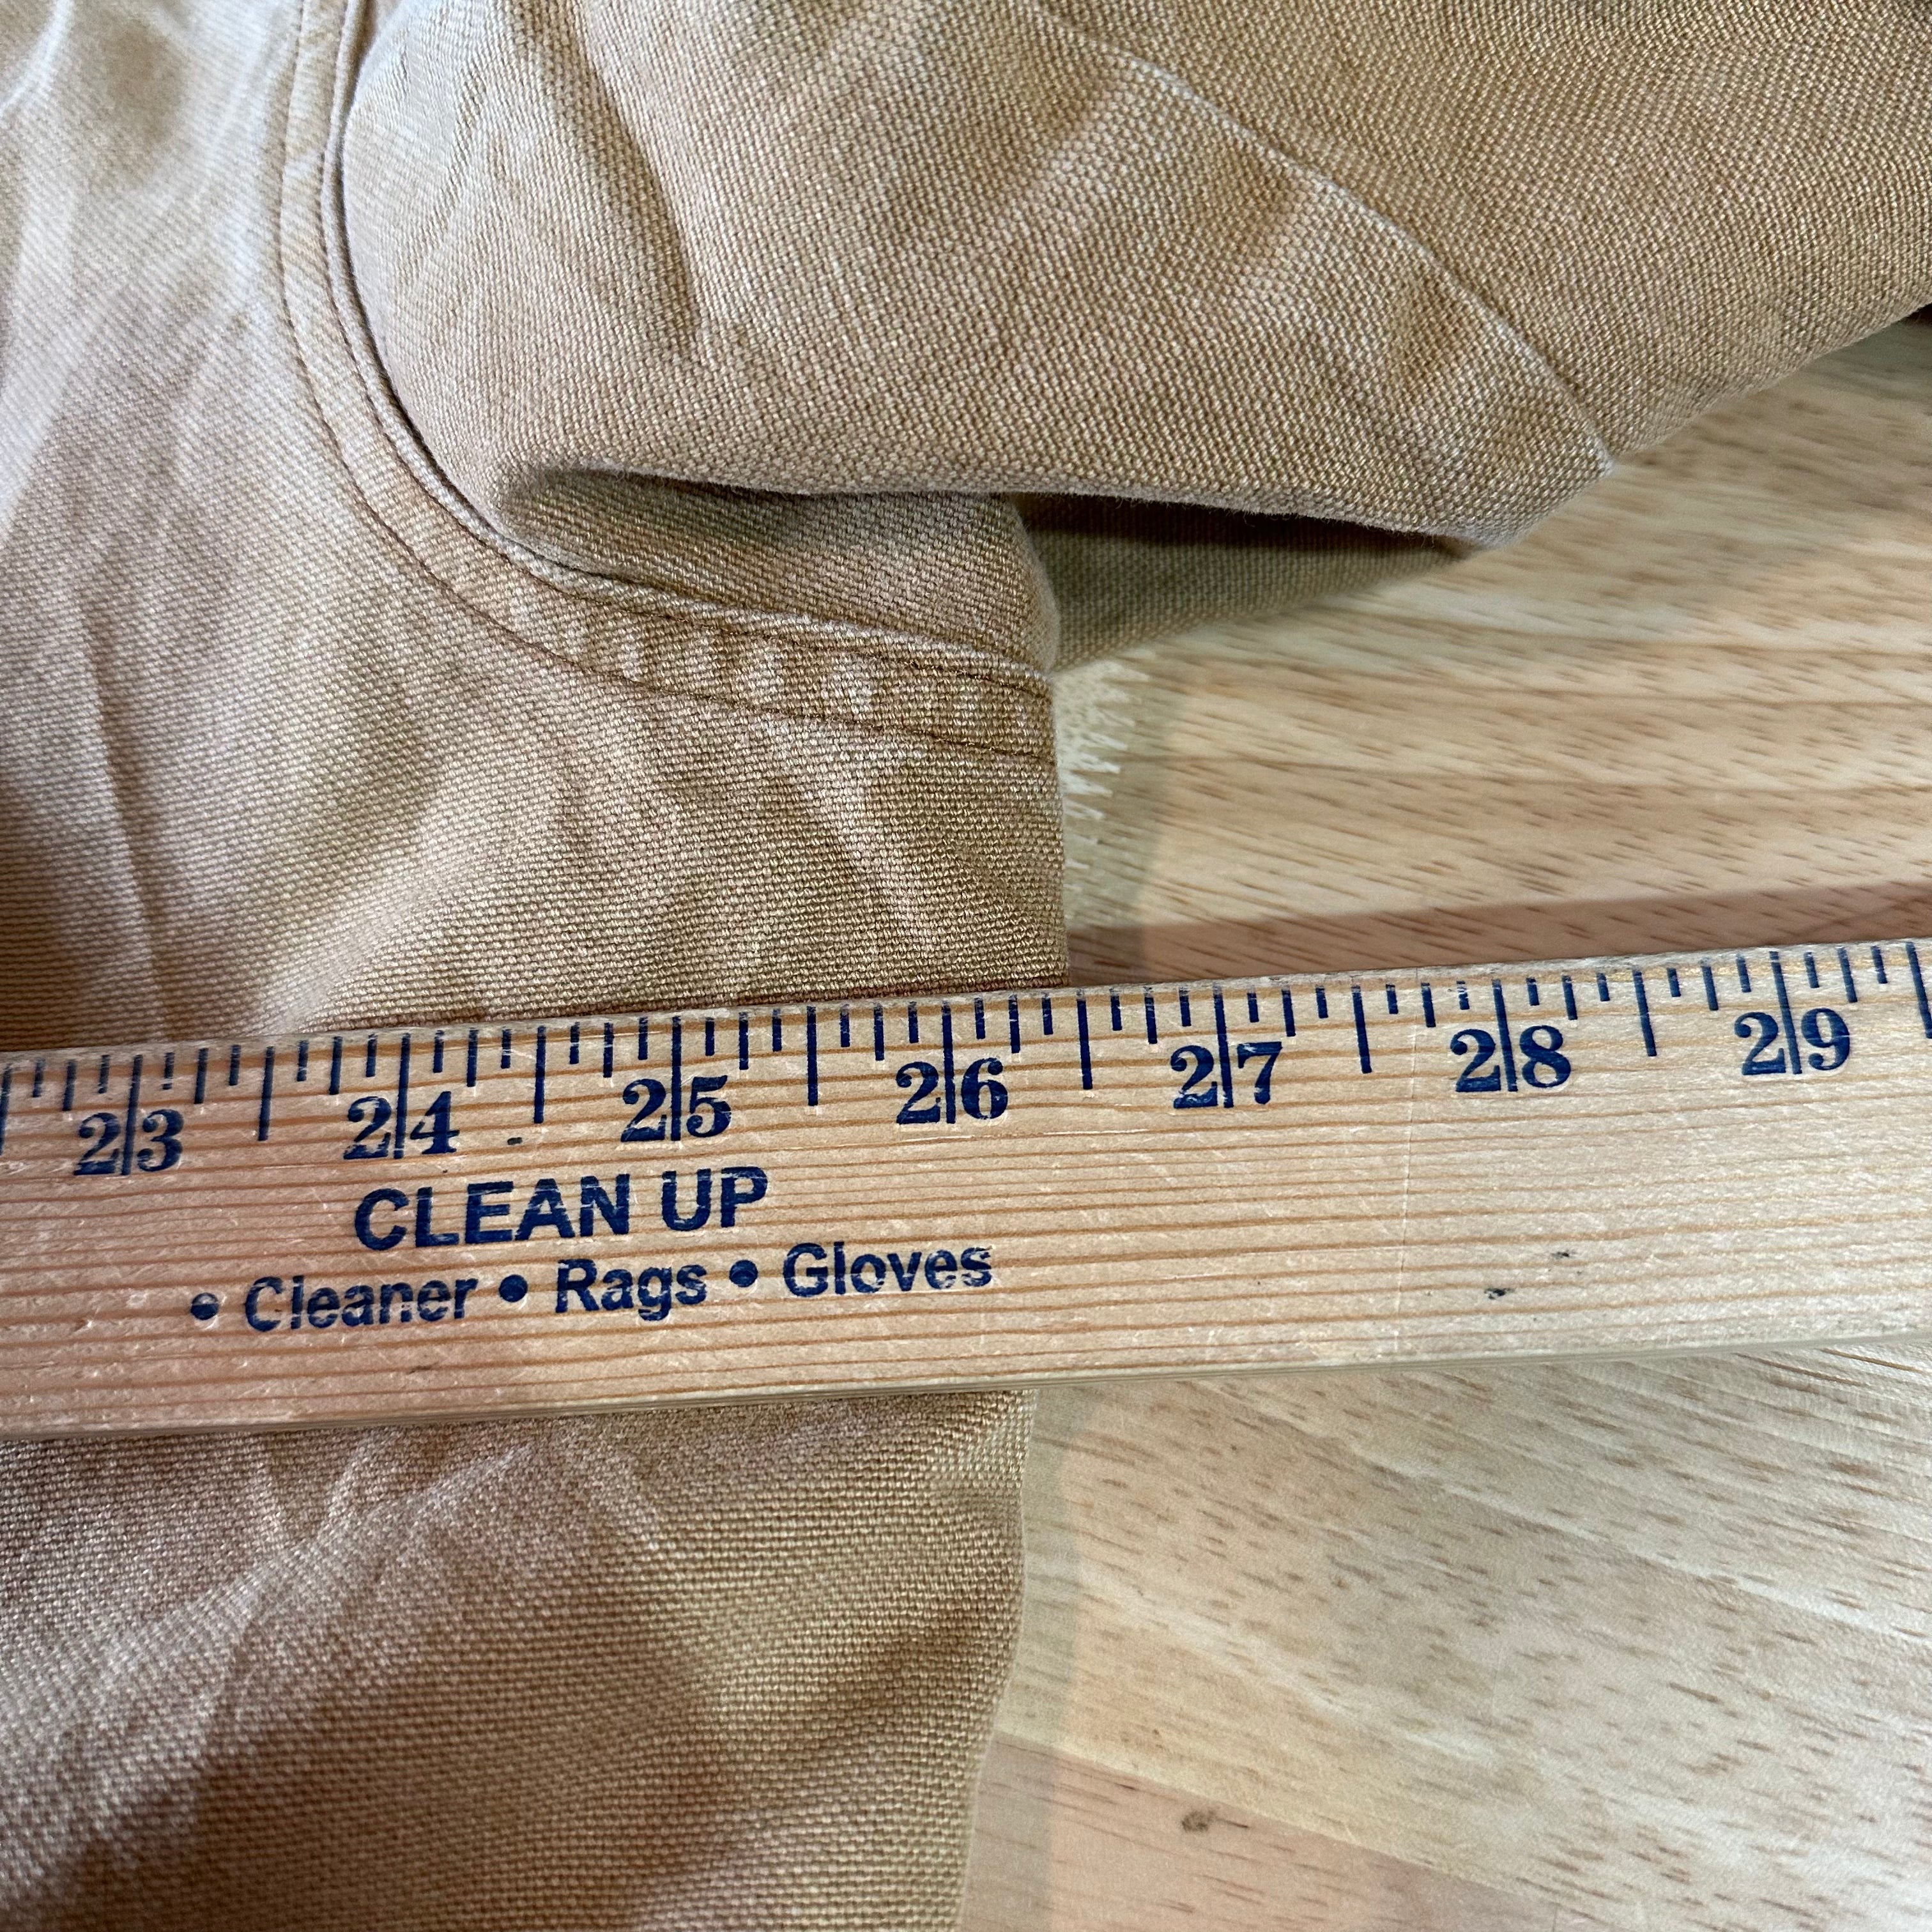 23 24 25 26 27 28 29
CLEAN UP
• Cleaner • Rags • Gloves